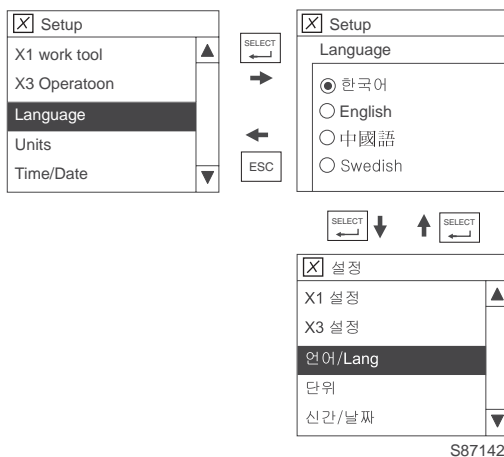 X Setup
X1 work tool
X3 Operatoon
Language
Units
Time/Date
SELECT
ESC
X Setup
Language
한국어
English
中國語
Swedish
SELECT
SELECT
X 설정
X1 설정
X3 설정
언어/Lang
단위
신간/날짜
S87142